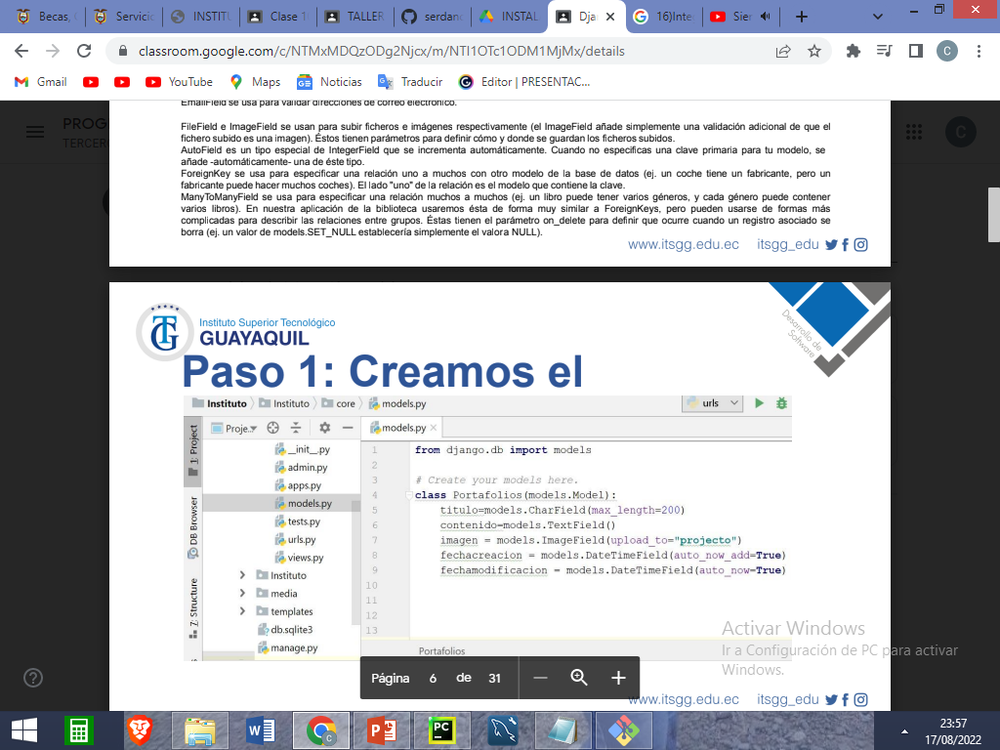 Becas,
Servicio
INSTITU
Clase 1
TALLER
serdano
INSTAL
Djan
16)Inte
Sier
classroom.google.com/c/NTMxMDQzODg2Njcx/m/NTI1OTc1ODM1MjMx/details
C
Gmail
YouTube
Maps
Noticias
Traducir
Editor | PRESENTAC...
PROG
TERCER
C
EmailField se usa para validar direcciones de correo electrónico.
FileField e ImageField se usan para subir ficheros e imágenes respectivamente (el ImageField añade simplemente una validación adicional de que el
fichero subido es una imagen). Éstos tienen parámetros para definir cómo y donde se guardan los ficheros subidos.
AutoField es un tipo especial de IntegerField que se incrementa automáticamente. Cuando no especificas una clave primaria para tu modelo, se
añade -automáticamente- una de éste tipo.
ForeignKey se usa para especificar una relación uno a muchos con otro modelo de la base de datos (ej. un coche tiene un fabricante, pero un
fabricante puede hacer muchos coches). El lado "uno" de la relación es el modelo que contiene la clave.
ManyToManyField se usa para especificar una relación muchos a muchos (ej. un libro puede tener varios géneros, y cada género puede contener
varios libros). En nuestra aplicación de la biblioteca usaremos ésta de forma muy similar a ForeignKeys, pero pueden usarse de formas más
complicadas para describir las relaciones entre grupos. Éstas tienen el parámetro on_delete para definir que ocurre cuando un registro asociado se
borra (ej. un valor de models.SET_NULL establecería simplemente el valora NULL).
www.itsgg.edu.ec itsgg_edu
Instituto Superior Tecnológico
GUAYAQUIL
Desarrollo de
Software
Paso 1: Creamos el
Instituto Instituto core models.py
urls
Proje..
models.py
1: Project
DB Browser
7: Structure
__init__.py
admin.py
apps.py
models.py
tests.py
urls.py
views.py
Instituto
media
templates
db.sqlite3
manage.py
1 from django.db import models
2
3 # Create your models here.
4 class Portafolios(models.Model):
5 titulo=models.CharField(max_length=200)
6 contenido=models.TextField()
7 imagen = models.ImageField(upload_to="projecto")
8 fechacreacion = models.DateTimeField(auto_now_add=True)
9 fechamodificacion = models.DateTimeField(auto_now=True)
10
11
12
13
Portafolios
Activar Windows
Ir a Configuración de PC para activar
Windows.
Página 6 de 31
www.itsgg.edu.ec itsgg_edu
23:57
17/08/2022